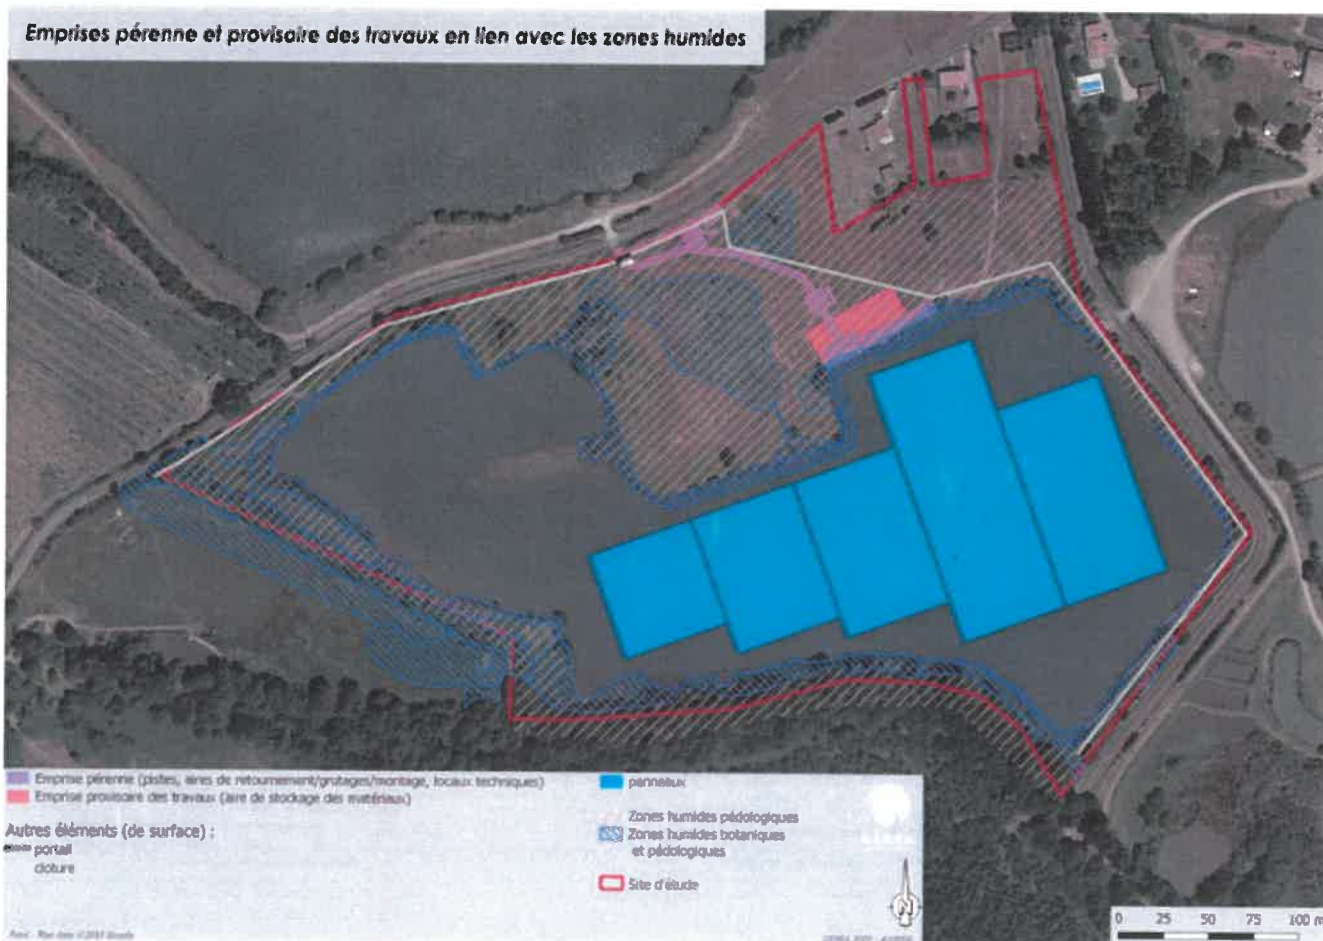 Emprises pérenne et provisoire des travaux en lien avec les zones humides
Emprise pérenne (pistes, aires de retournement/grutages/montage, locaux techniques)
Emprise provisoire des travaux (aire de stockage des matériaux)
Autres éléments (de surface) :
portail
cloture
panneaux
Zones humides pédologiques
Zones humides botaniques
et pédologiques
Site d'étude
N
0 25 50 75 100 m